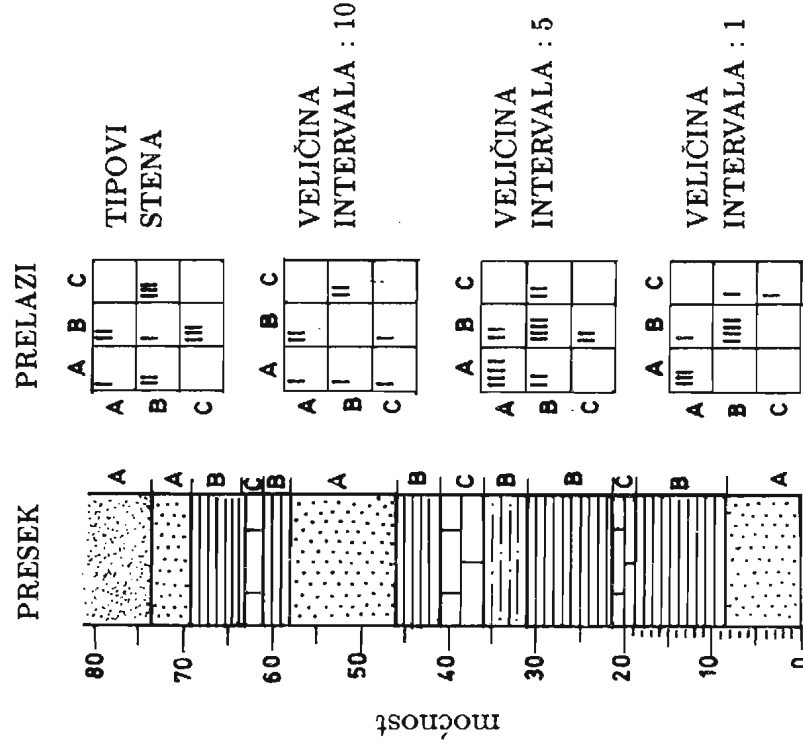 PRESEK
PRELAZI
A
A
B
C
B
A
B
C
B
B
C
B
A
80
70
60
50
40
30
20
10
0
moćnost
A B C
A
B
C
TIPOVI
STENA
A B C
A
B
C
VELIČINA
INTERVALA : 10
A B C
A
B
C
VELIČINA
INTERVALA : 5
A B C
A
B
C
VELIČINA
INTERVALA : 1